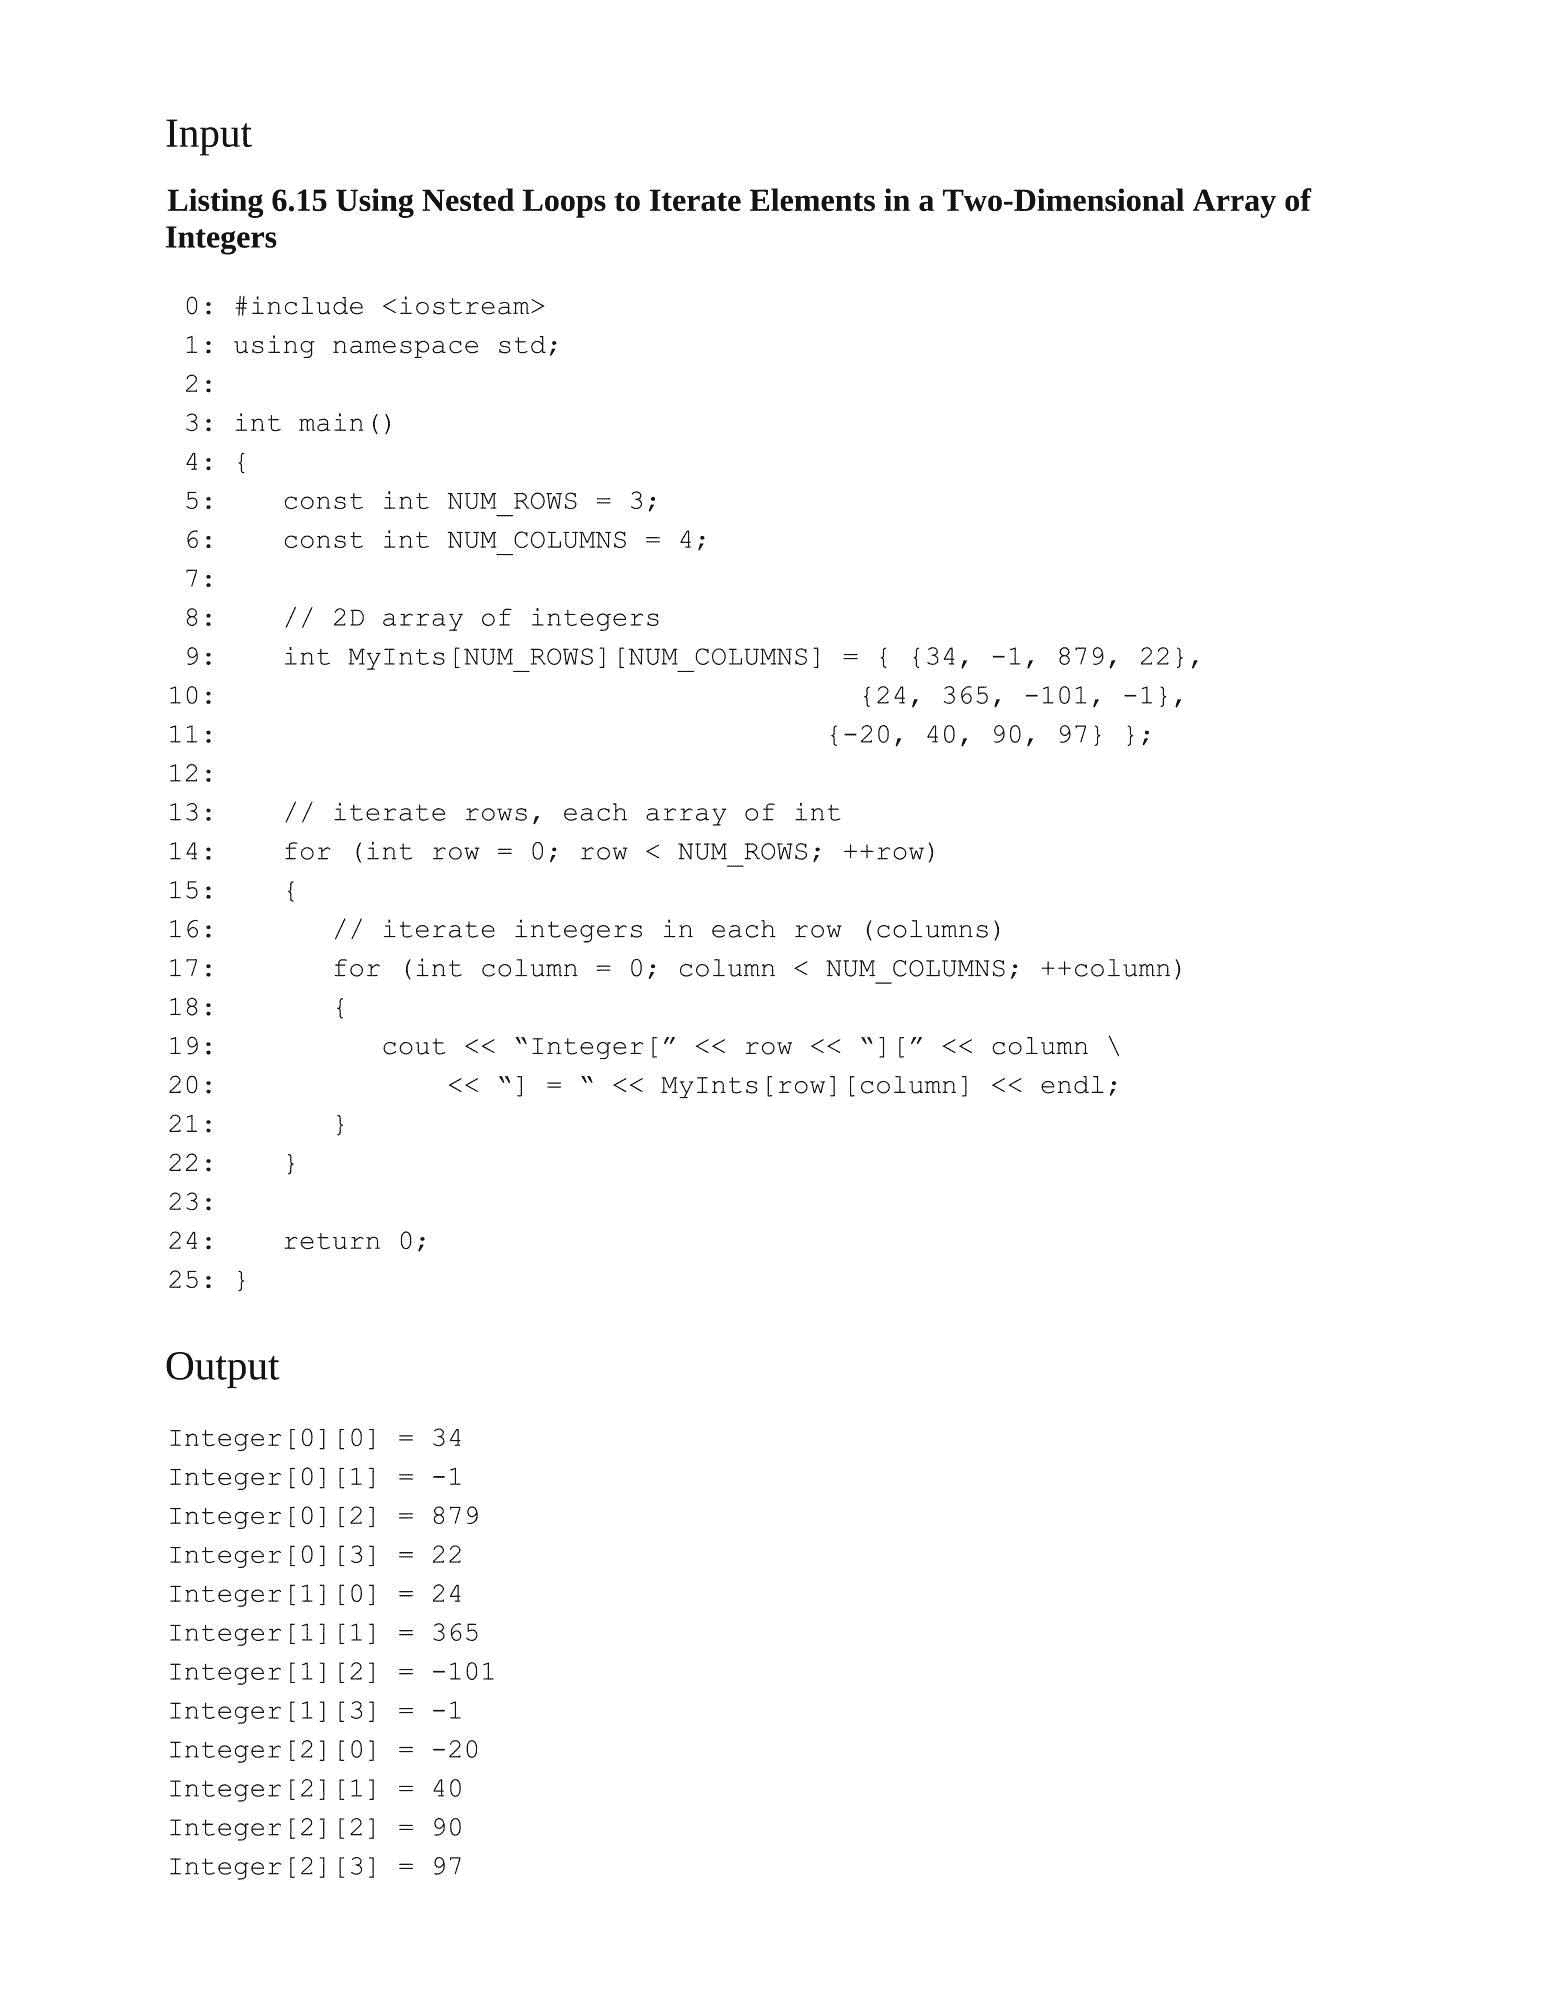 Input
Listing 6.15 Using Nested Loops to Iterate Elements in a Two-Dimensional Array of
Integers
 0: #include <iostream>
 1: using namespace std;
 2:
 3: int main()
 4: {
 5:    const int NUM_ROWS = 3;
 6:    const int NUM_COLUMNS = 4;
 7:
 8:    // 2D array of integers
 9:    int MyInts[NUM_ROWS][NUM_COLUMNS] = { {34, -1, 879, 22},
10:                                       {24, 365, -101, -1},
11:                                     {-20, 40, 90, 97} };
12:
13:    // iterate rows, each array of int
14:    for (int row = 0; row < NUM_ROWS; ++row)
15:    {
16:       // iterate integers in each row (columns)
17:       for (int column = 0; column < NUM_COLUMNS; ++column)
18:       {
19:          cout << “Integer[” << row << “][” << column \
20:              << “] = “ << MyInts[row][column] << endl;
21:       }
22:    }
23:
24:    return 0;
25: }
Output
Integer[0][0] = 34
Integer[0][1] = -1
Integer[0][2] = 879
Integer[0][3] = 22
Integer[1][0] = 24
Integer[1][1] = 365
Integer[1][2] = -101
Integer[1][3] = -1
Integer[2][0] = -20
Integer[2][1] = 40
Integer[2][2] = 90
Integer[2][3] = 97